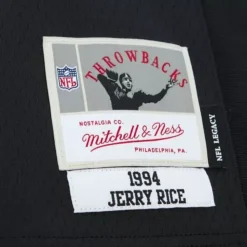 THROWBACKS
NFL
NOSTALGIA CO.
Mitchell & Ness
PHILADELPHIA, PA.
NFL LEGACY
1994
JERRY RICE